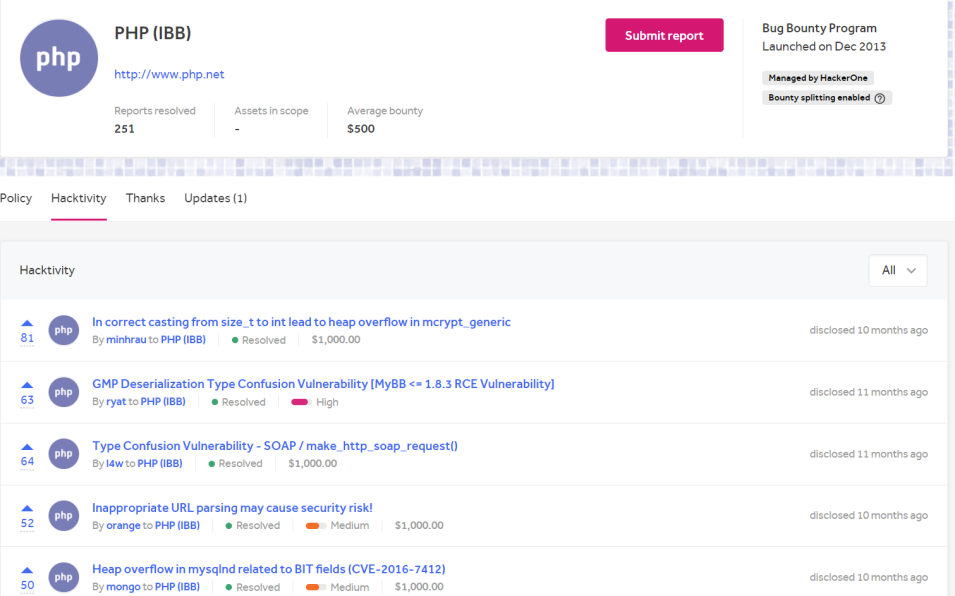 php
PHP (IBB)
http://www.php.net
Reports resolved
251
Assets in scope
-
Average bounty
$500
Submit report
Bug Bounty Program
Launched on Dec 2013
Managed by HackerOne
Bounty splitting enabled ?
Policy Hacktivity Thanks Updates (1)
Hacktivity All
81
php
In correct casting from size_t to int lead to heap overflow in mcrypt_generic
By minhrau to PHP (IBB) Resolved $1,000.00
disclosed 10 months ago
63
php
GMP Deserialization Type Confusion Vulnerability [MyBB <= 1.8.3 RCE Vulnerability]
By ryat to PHP (IBB) Resolved High
disclosed 11 months ago
64
php
Type Confusion Vulnerability - SOAP / make_http_soap_request()
By l4w to PHP (IBB) Resolved $1,000.00
disclosed 11 months ago
52
php
Inappropriate URL parsing may cause security risk!
By orange to PHP (IBB) Resolved Medium $1,000.00
disclosed 10 months ago
50
php
Heap overflow in mysqlnd related to BIT fields (CVE-2016-7412)
By mongo to PHP (IBB) Resolved Medium $1,000.00
disclosed 10 months ago